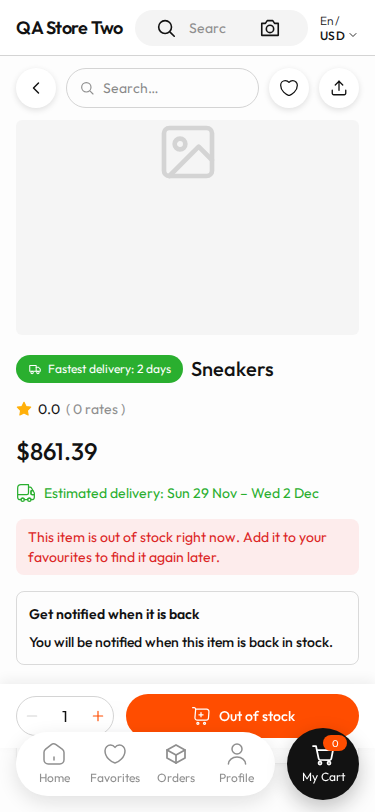 QA Store Two
Searc
En /
USD
Search...
Fastest delivery: 2 days
Sneakers
0.0 ( 0 rates )
$861.39
Estimated delivery: Sun 29 Nov – Wed 2 Dec
This item is out of stock right now. Add it to your
favourites to find it again later.
Get notified when it is back
You will be notified when this item is back in stock.
1
Out of stock
0
Home
Favorites
Orders
Profile
My Cart